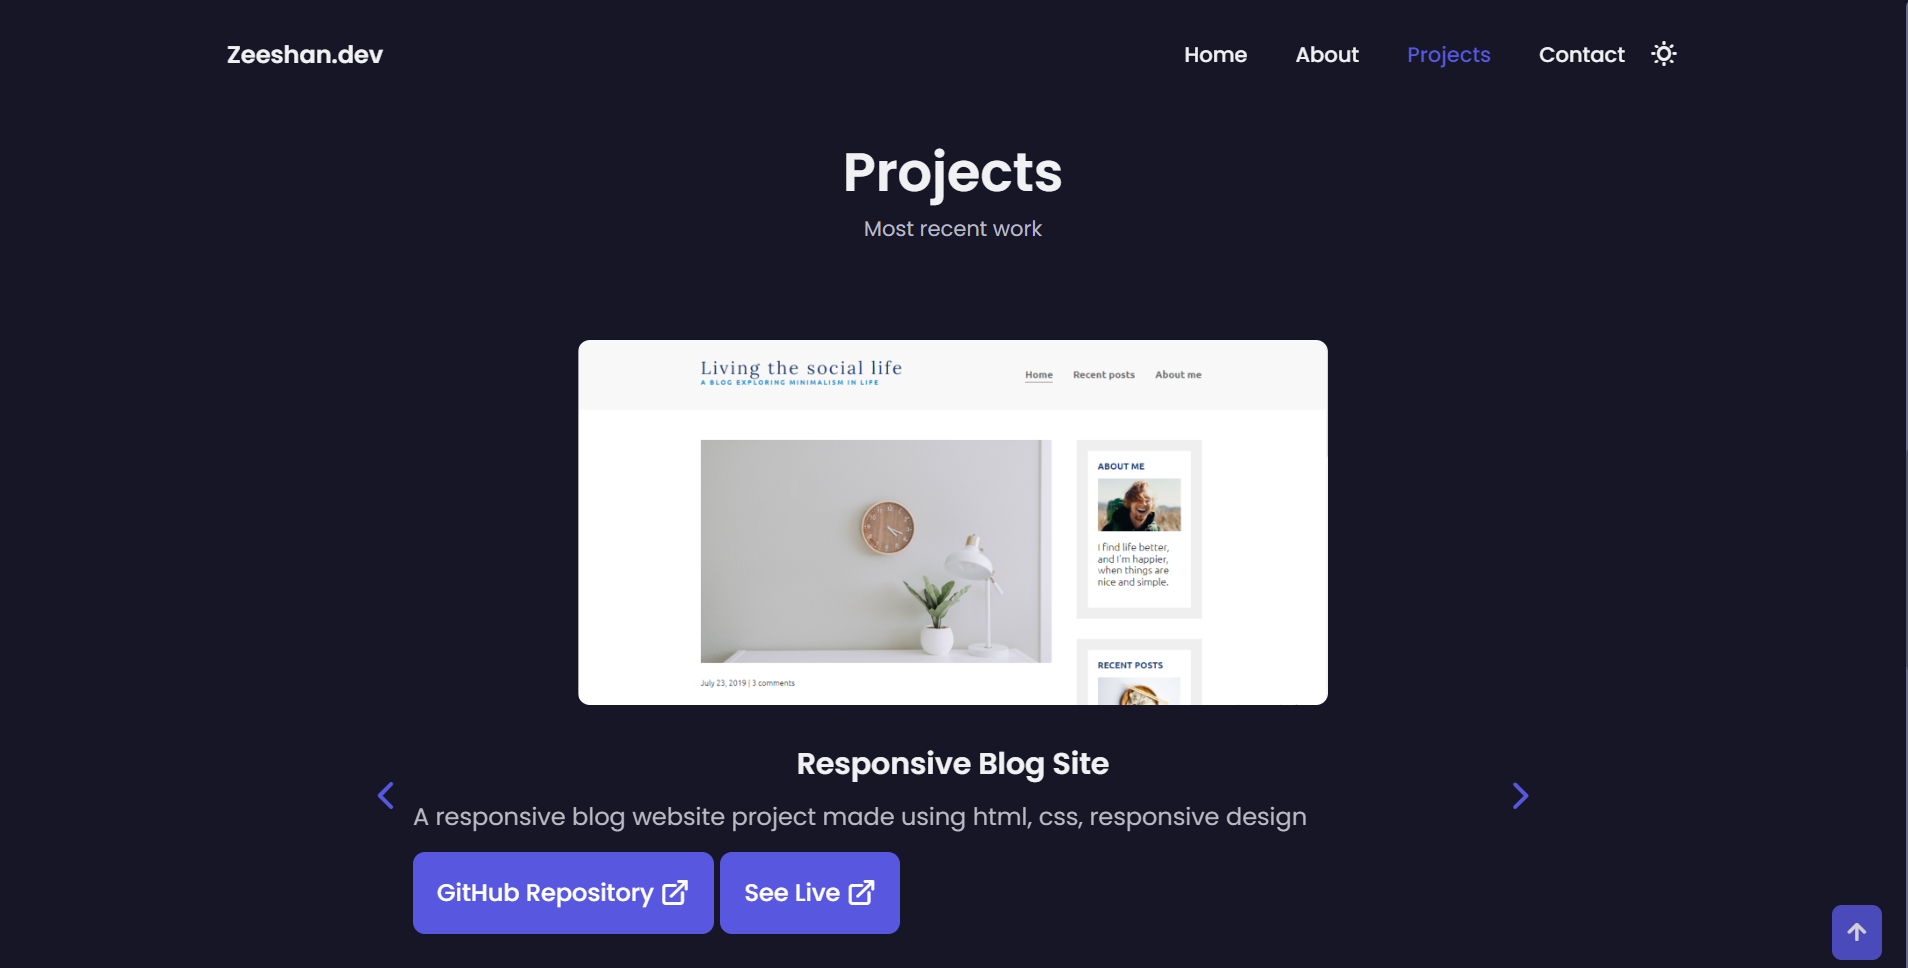 Zeeshan.dev
Home About Projects Contact
Projects
Most recent work
Living the social life
A BLOG EXPLORING MINIMALISM IN LIFE
Home Recent posts About me
ABOUT ME
I find life better,
and I'm happier,
when things are
nice and simple.
RECENT POSTS
July 23, 2019 | 3 comments
Responsive Blog Site
A responsive blog website project made using html, css, responsive design
GitHub Repository See Live